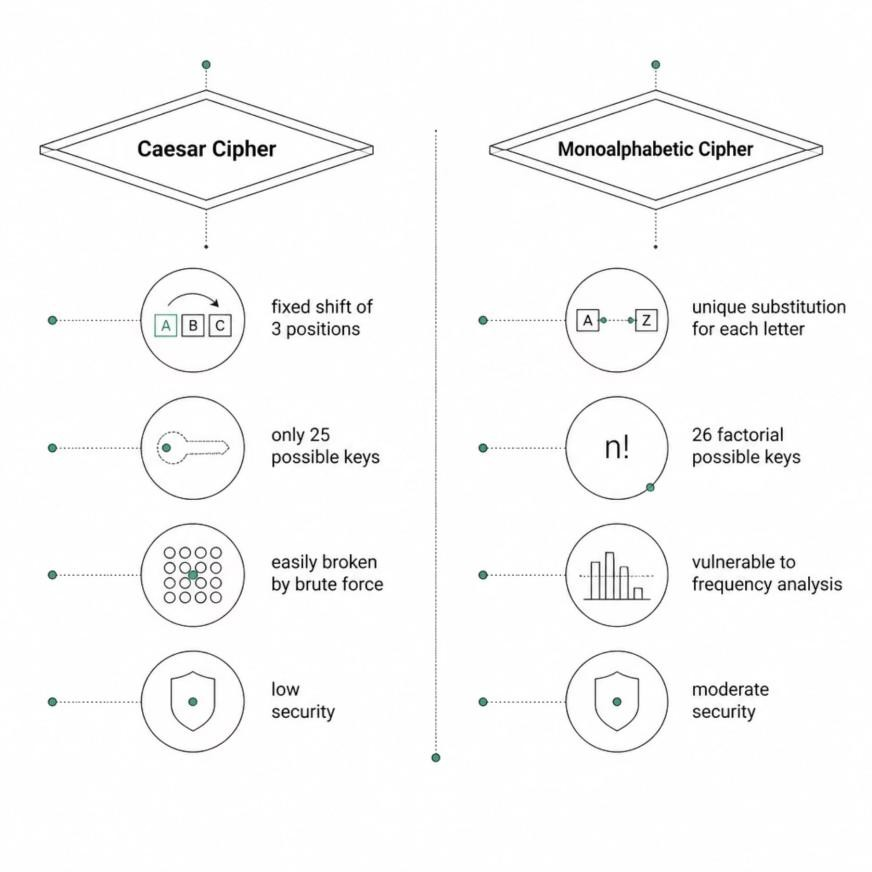 Caesar Cipher
A B C
fixed shift of
3 positions
only 25
possible keys
easily broken
by brute force
low
security
Monoalphabetic Cipher
A Z
unique substitution
for each letter
n!
26 factorial
possible keys
vulnerable to
frequency analysis
moderate
security